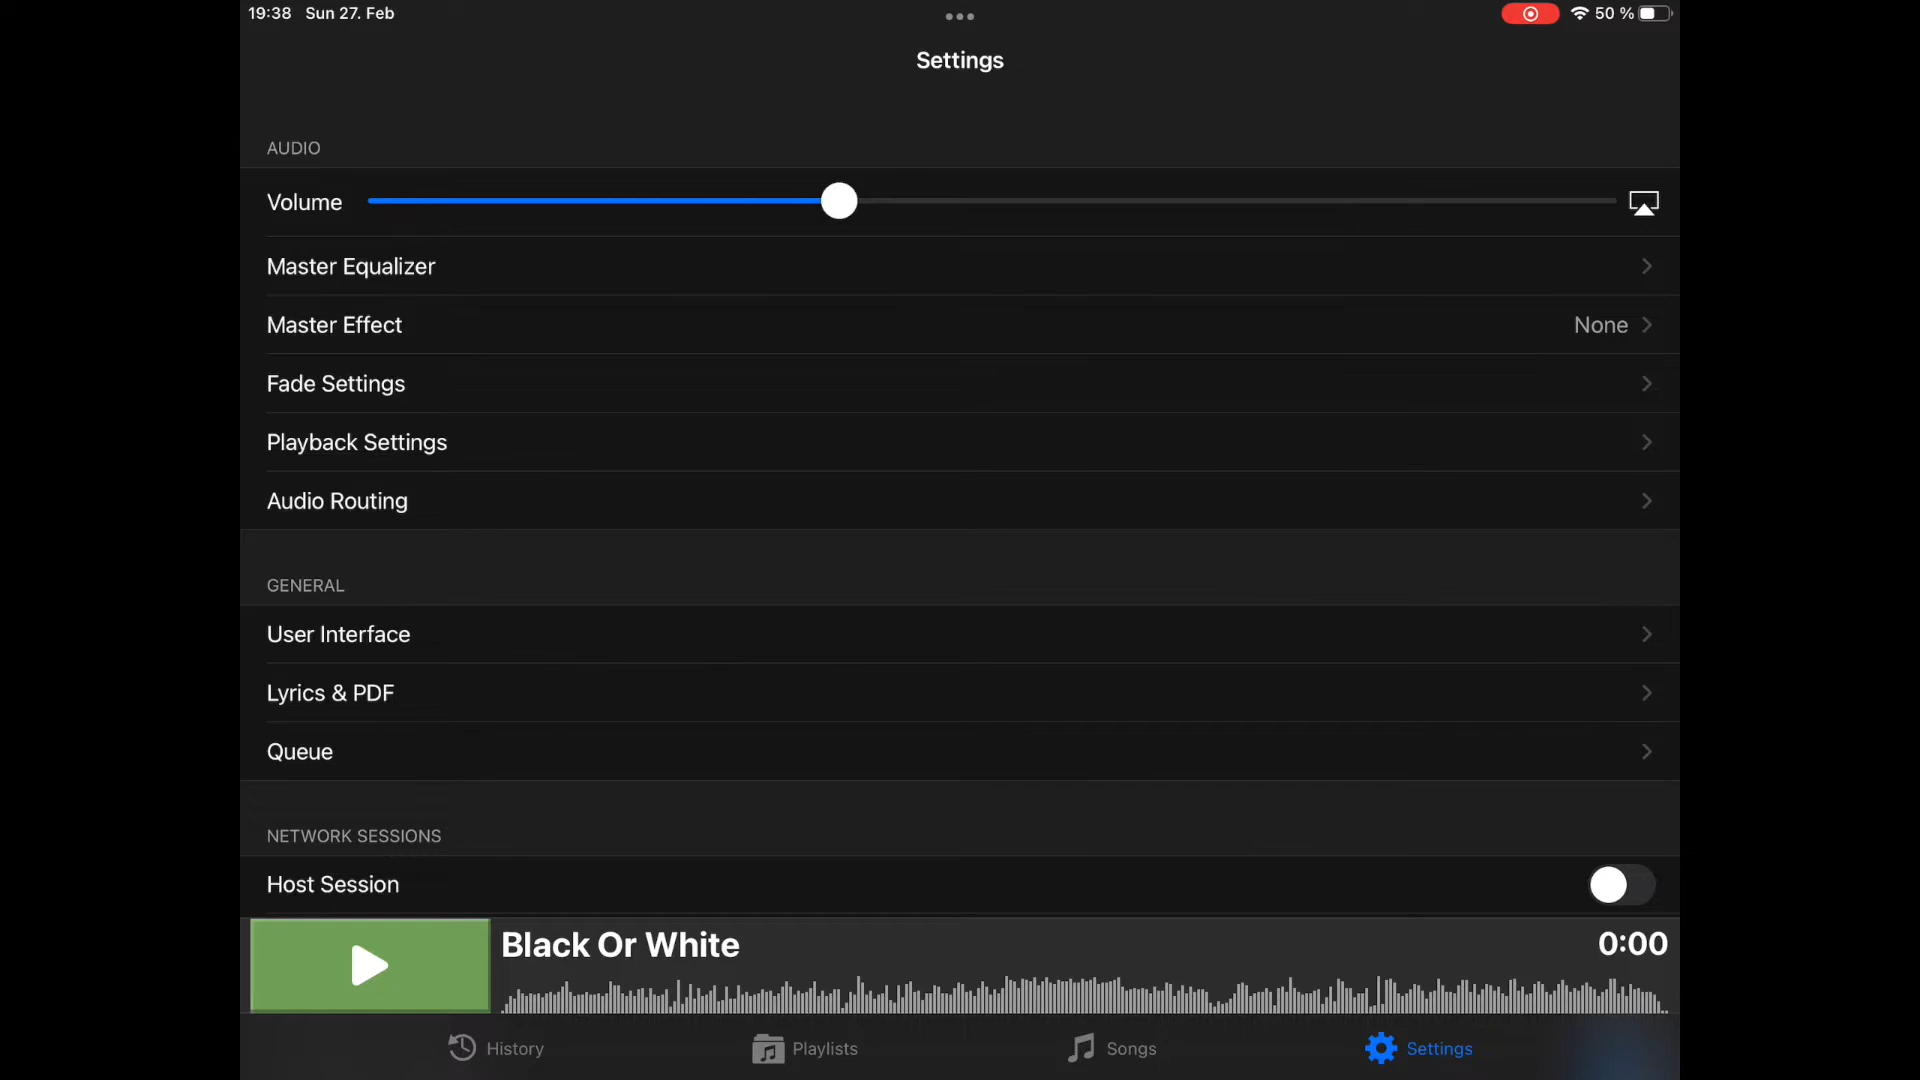 19:38 Sun 27. Feb
50 %
Settings
AUDIO
Volume
Master Equalizer
Master Effect None
Fade Settings
Playback Settings
Audio Routing
GENERAL
User Interface
Lyrics & PDF
Queue
NETWORK SESSIONS
Host Session
Black Or White 0:00
History Playlists Songs Settings